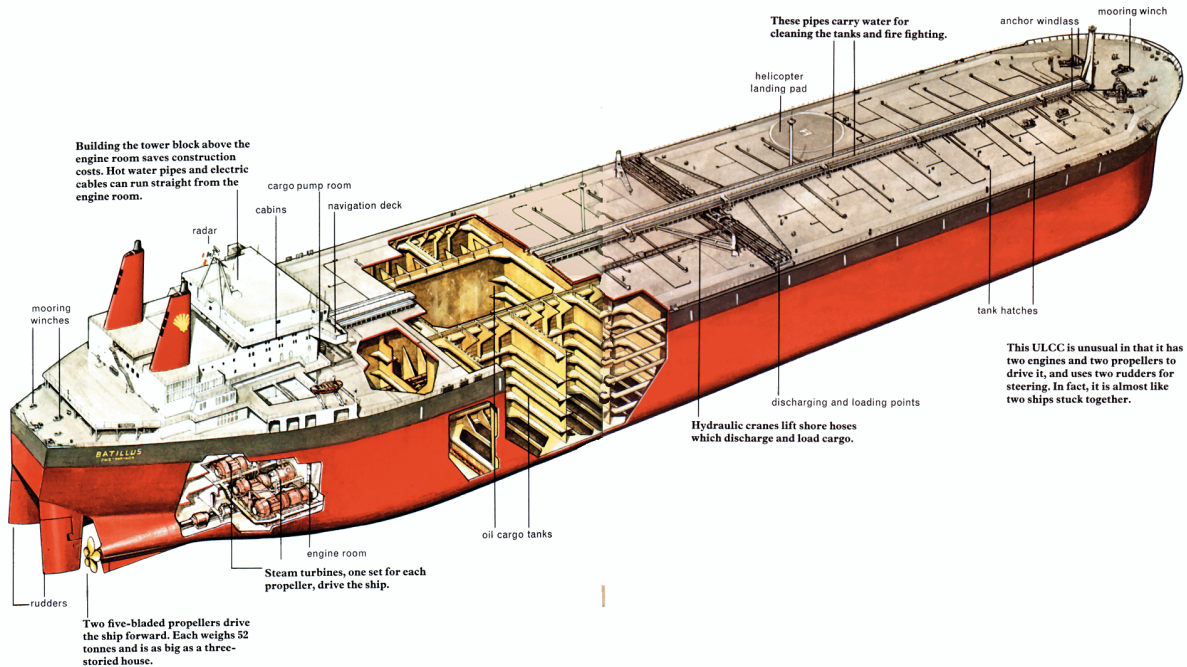 mooring winch
These pipes carry water for
cleaning the tanks and fire fighting.
anchor windlass
helicopter
landing pad
Building the tower block above the
engine room saves construction
costs. Hot water pipes and electric
cables can run straight from the
engine room.
cargo pump room
cabins
navigation deck
radar
mooring
winches
tank hatches
This ULCC is unusual in that it has
two engines and two propellers to
drive it, and uses two rudders for
steering. In fact, it is almost like
two ships stuck together.
discharging and loading points
Hydraulic cranes lift shore hoses
which discharge and load cargo.
BATILLUS
oil cargo tanks
engine room
Steam turbines, one set for each
propeller, drive the ship.
rudders
Two five-bladed propellers drive
the ship forward. Each weighs 52
tonnes and is as big as a three-
storied house.